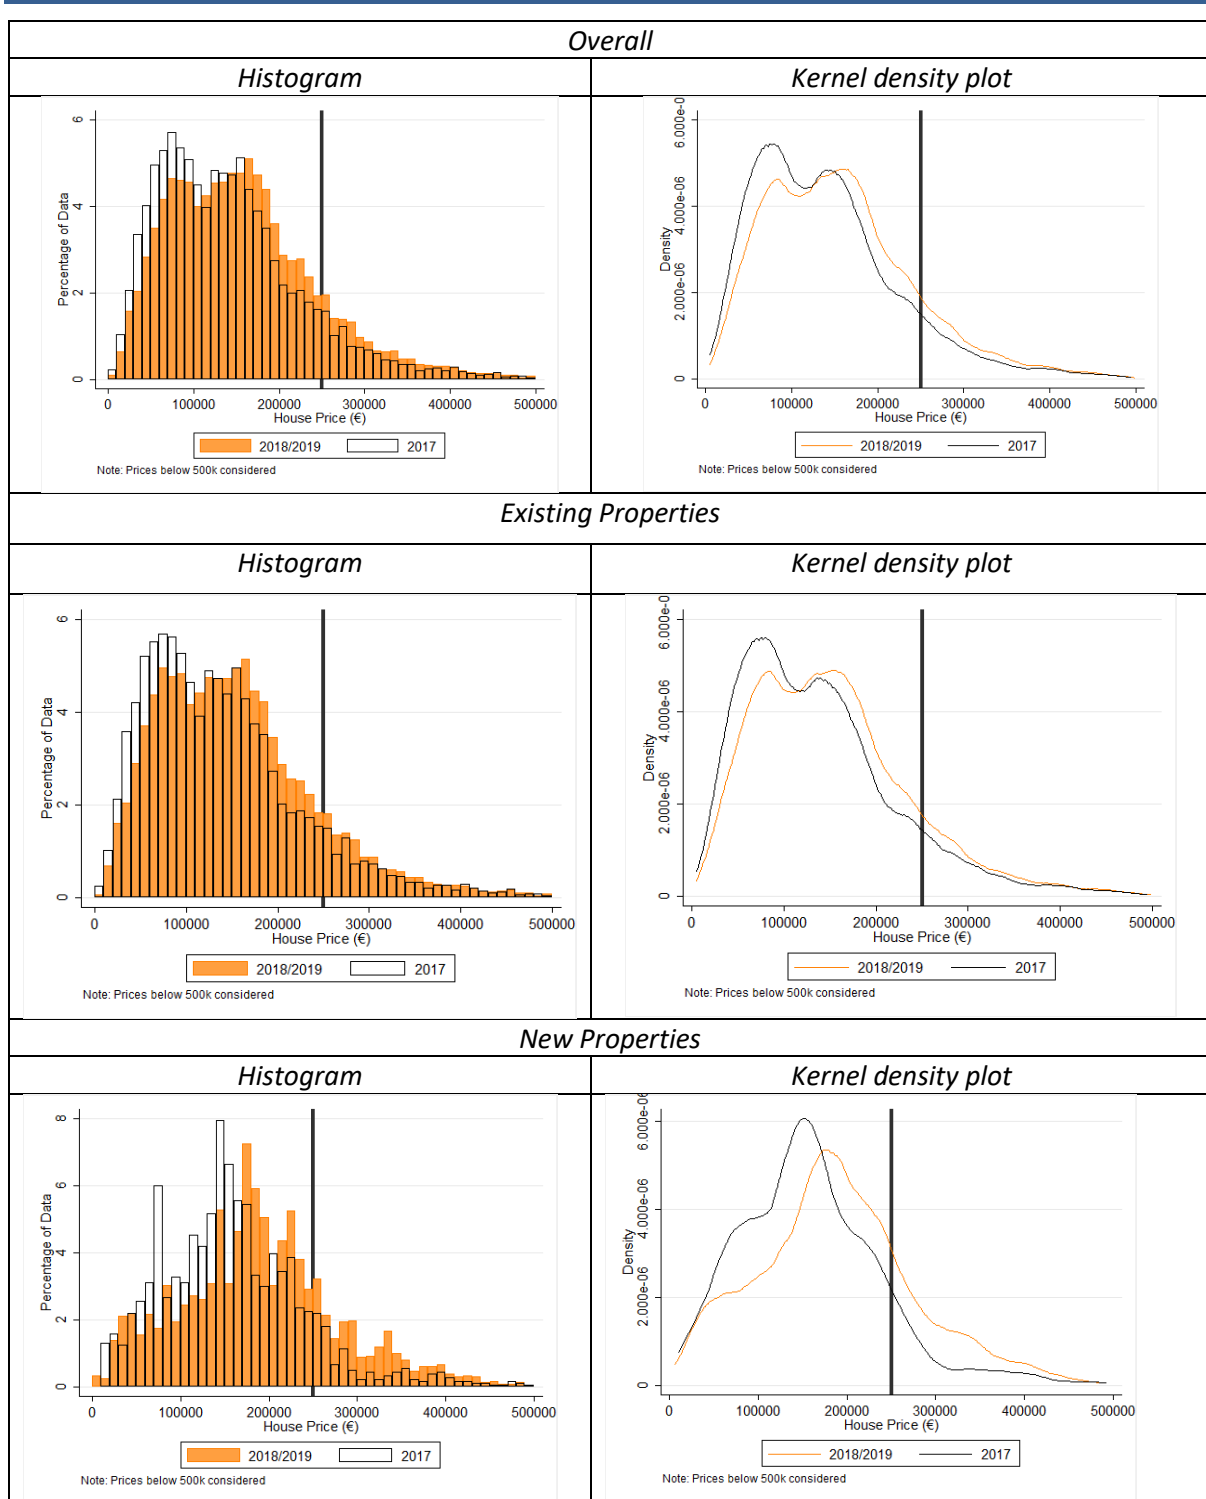 Overall
Histogram
Kernel density plot
Percentage of Data
6
4
2
0
0 100000 200000 300000 400000 500000
House Price (€)
2018/2019 2017
Note: Prices below 500k considered
Density
6.000e-0
4.000e-06
2.000e-06
0
0 100000 200000 300000 400000 500000
House Price (€)
2018/2019 2017
Note: Prices below 500k considered
Existing Properties
Histogram
Kernel density plot
Percentage of Data
6
4
2
0
0 100000 200000 300000 400000 500000
House Price (€)
2018/2019 2017
Note: Prices below 500k considered
Density
6.000e-0
4.000e-06
2.000e-06
0
0 100000 200000 300000 400000 500000
House Price (€)
2018/2019 2017
Note: Prices below 500k considered
New Properties
Histogram
Kernel density plot
Percentage of Data
8
6
4
2
0
0 100000 200000 300000 400000 500000
House Price (€)
2018/2019 2017
Note: Prices below 500k considered
Density
6.000e-06
4.000e-06
2.000e-06
0
0 100000 200000 300000 400000 500000
House Price (€)
2018/2019 2017
Note: Prices below 500k considered